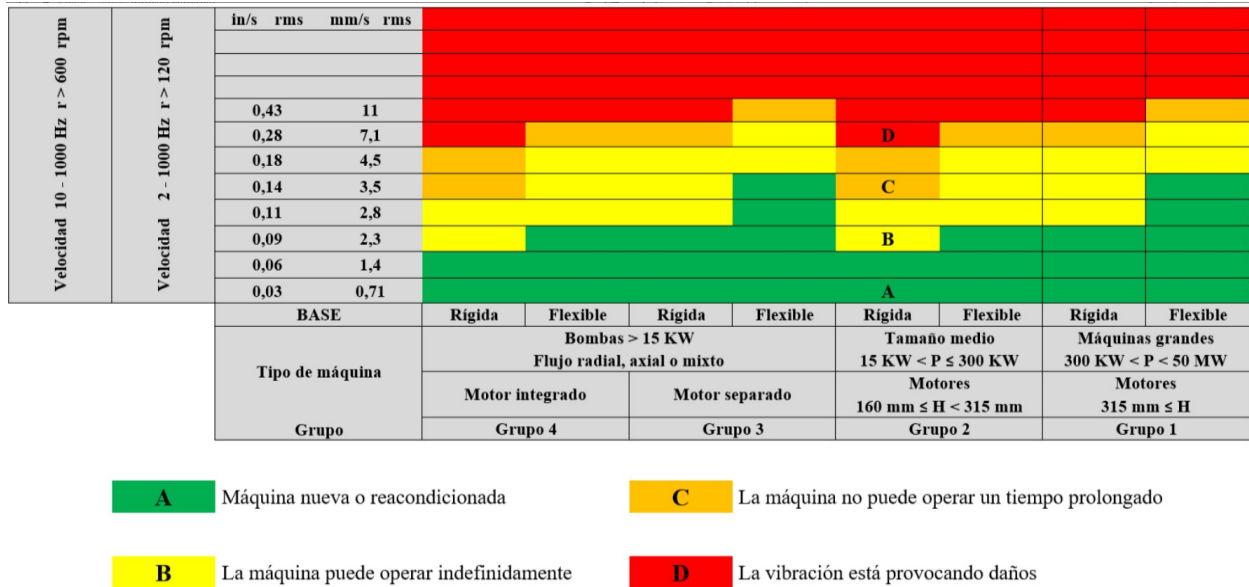 Velocidad 10 - 1000 Hz r > 600 rpm
Velocidad 2 - 1000 Hz r > 120 rpm
in/s rms mm/s rms
0,43 11
0,28 7,1 D
0,18 4,5
0,14 3,5 C
0,11 2,8
0,09 2,3 B
0,06 1,4
0,03 0,71 A
BASE Rígida Flexible Rígida Flexible Rígida Flexible Rígida Flexible
Tipo de máquina
Bombas > 15 KW
Flujo radial, axial o mixto
Tamaño medio
15 KW < P ≤ 300 KW
Máquinas grandes
300 KW < P < 50 MW
Motor integrado Motor separado
Motores
160 mm ≤ H < 315 mm
Motores
315 mm ≤ H
Grupo Grupo 4 Grupo 3 Grupo 2 Grupo 1
A Máquina nueva o reacondicionada
C La máquina no puede operar un tiempo prolongado
B La máquina puede operar indefinidamente
D La vibración está provocando daños